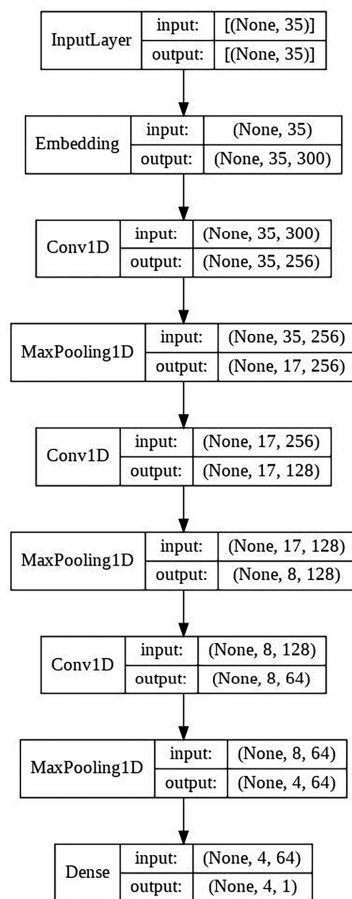 InputLayer input: [(None, 35)]
output: [(None, 35)]
Embedding input: (None, 35)
output: (None, 35, 300)
Conv1D input: (None, 35, 300)
output: (None, 35, 256)
MaxPooling1D input: (None, 35, 256)
output: (None, 17, 256)
Conv1D input: (None, 17, 256)
output: (None, 17, 128)
MaxPooling1D input: (None, 17, 128)
output: (None, 8, 128)
Conv1D input: (None, 8, 128)
output: (None, 8, 64)
MaxPooling1D input: (None, 8, 64)
output: (None, 4, 64)
Dense input: (None, 4, 64)
output: (None, 4, 1)